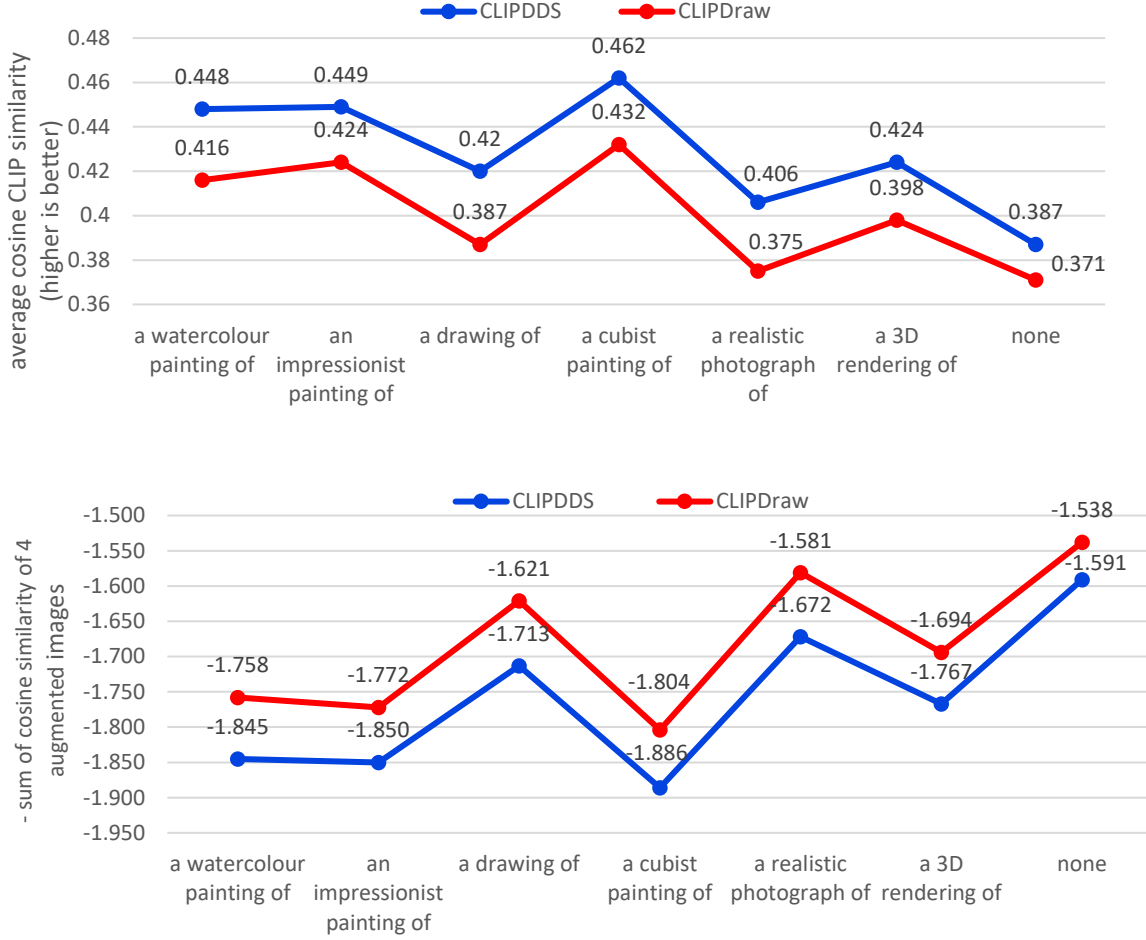 CLIPDDS CLIPDraw
average cosine CLIP similarity
(higher is better)
0.48
0.46
0.44
0.42
0.4
0.38
0.36
0.448
0.449
0.42
0.462
0.406
0.424
0.387
0.416
0.424
0.387
0.432
0.375
0.398
0.371
a watercolour
painting of
an
impressionist
painting of
a drawing of
a cubist
painting of
a realistic
photograph
of
a 3D
rendering of
none
CLIPDDS CLIPDraw
- sum of cosine similarity of 4
augmented images
-1.500
-1.550
-1.600
-1.650
-1.700
-1.750
-1.800
-1.850
-1.900
-1.950
-1.758
-1.772
-1.621
-1.804
-1.581
-1.694
-1.538
-1.845
-1.850
-1.713
-1.886
-1.672
-1.767
-1.591
a watercolour
painting of
an
impressionist
painting of
a drawing of
a cubist
painting of
a realistic
photograph of
a 3D
rendering of
none